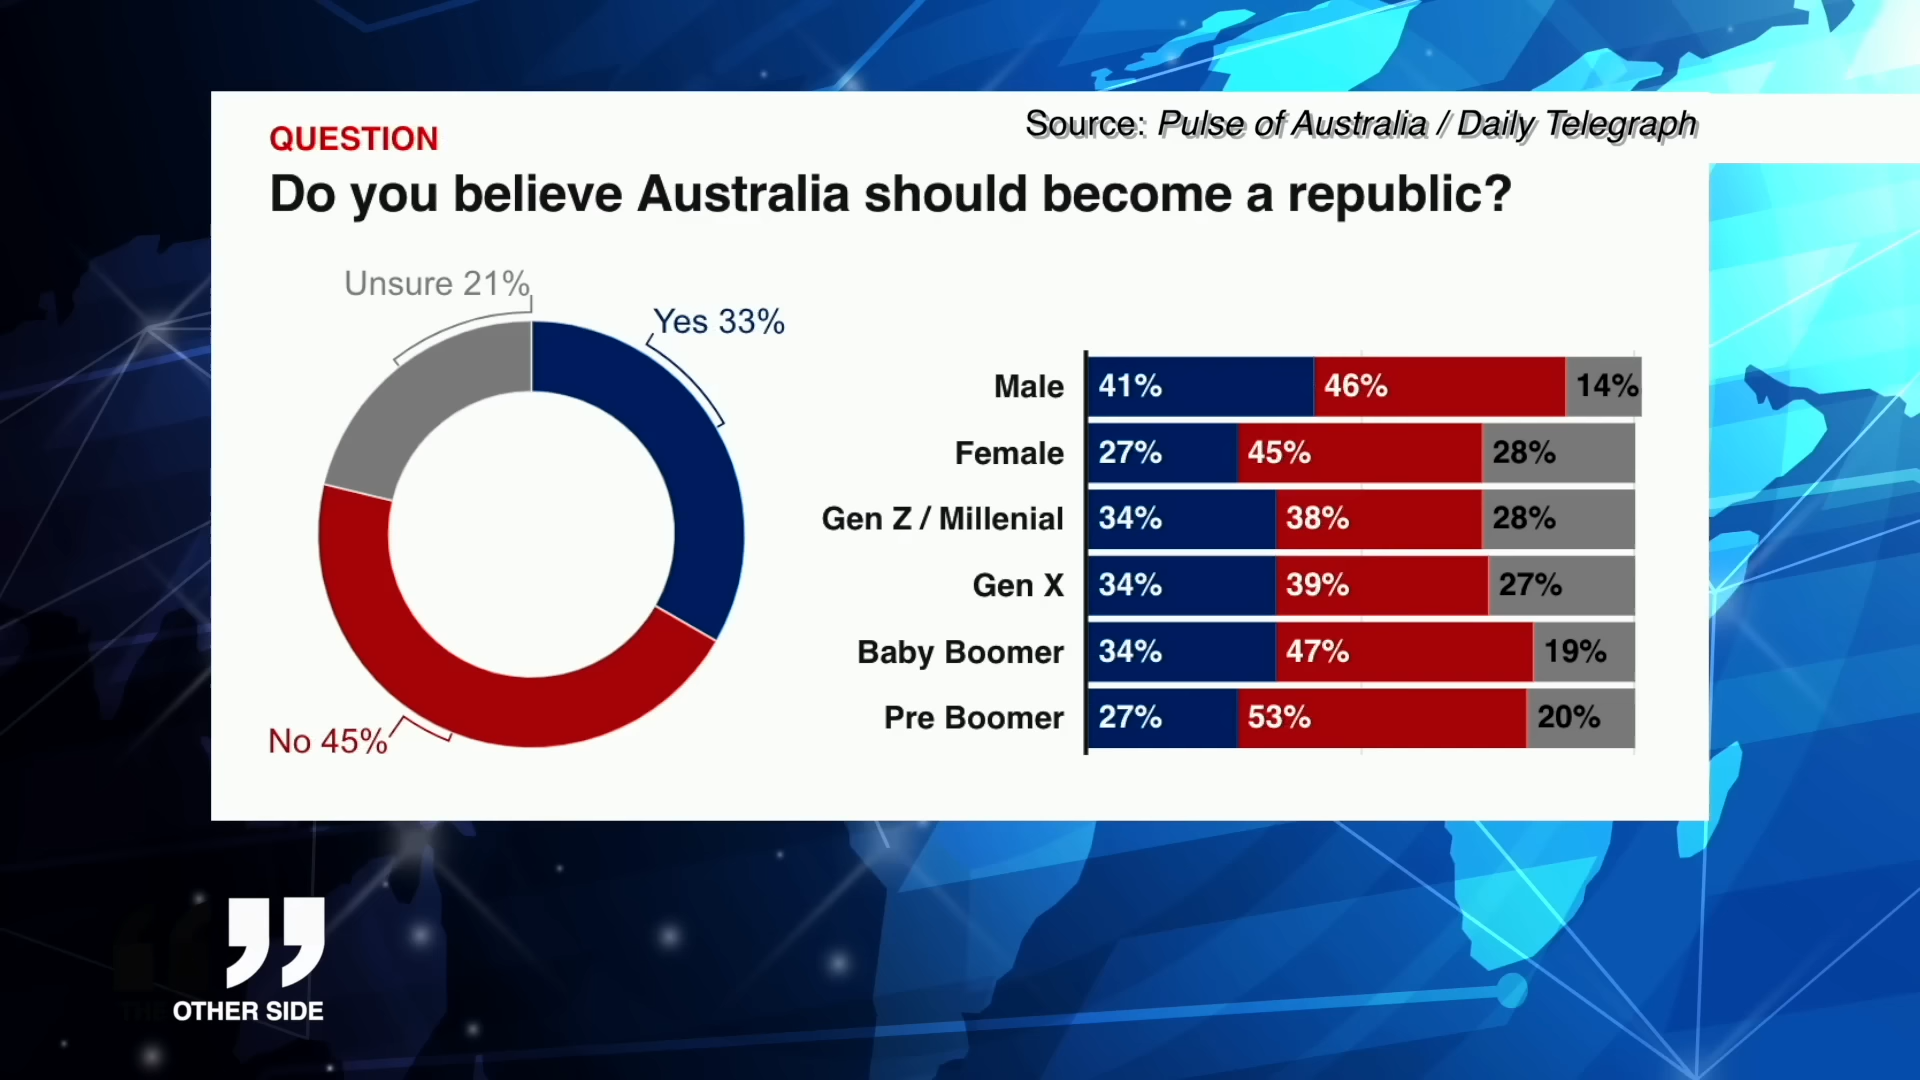 Source: Pulse of Australia / Daily Telegraph
QUESTION
Do you believe Australia should become a republic?
Unsure 21%
Yes 33%
No 45%
Male 41% 46% 14%
Female 27% 45% 28%
Gen Z / Millenial 34% 38% 28%
Gen X 34% 39% 27%
Baby Boomer 34% 47% 19%
Pre Boomer 27% 53% 20%
THE OTHER SIDE